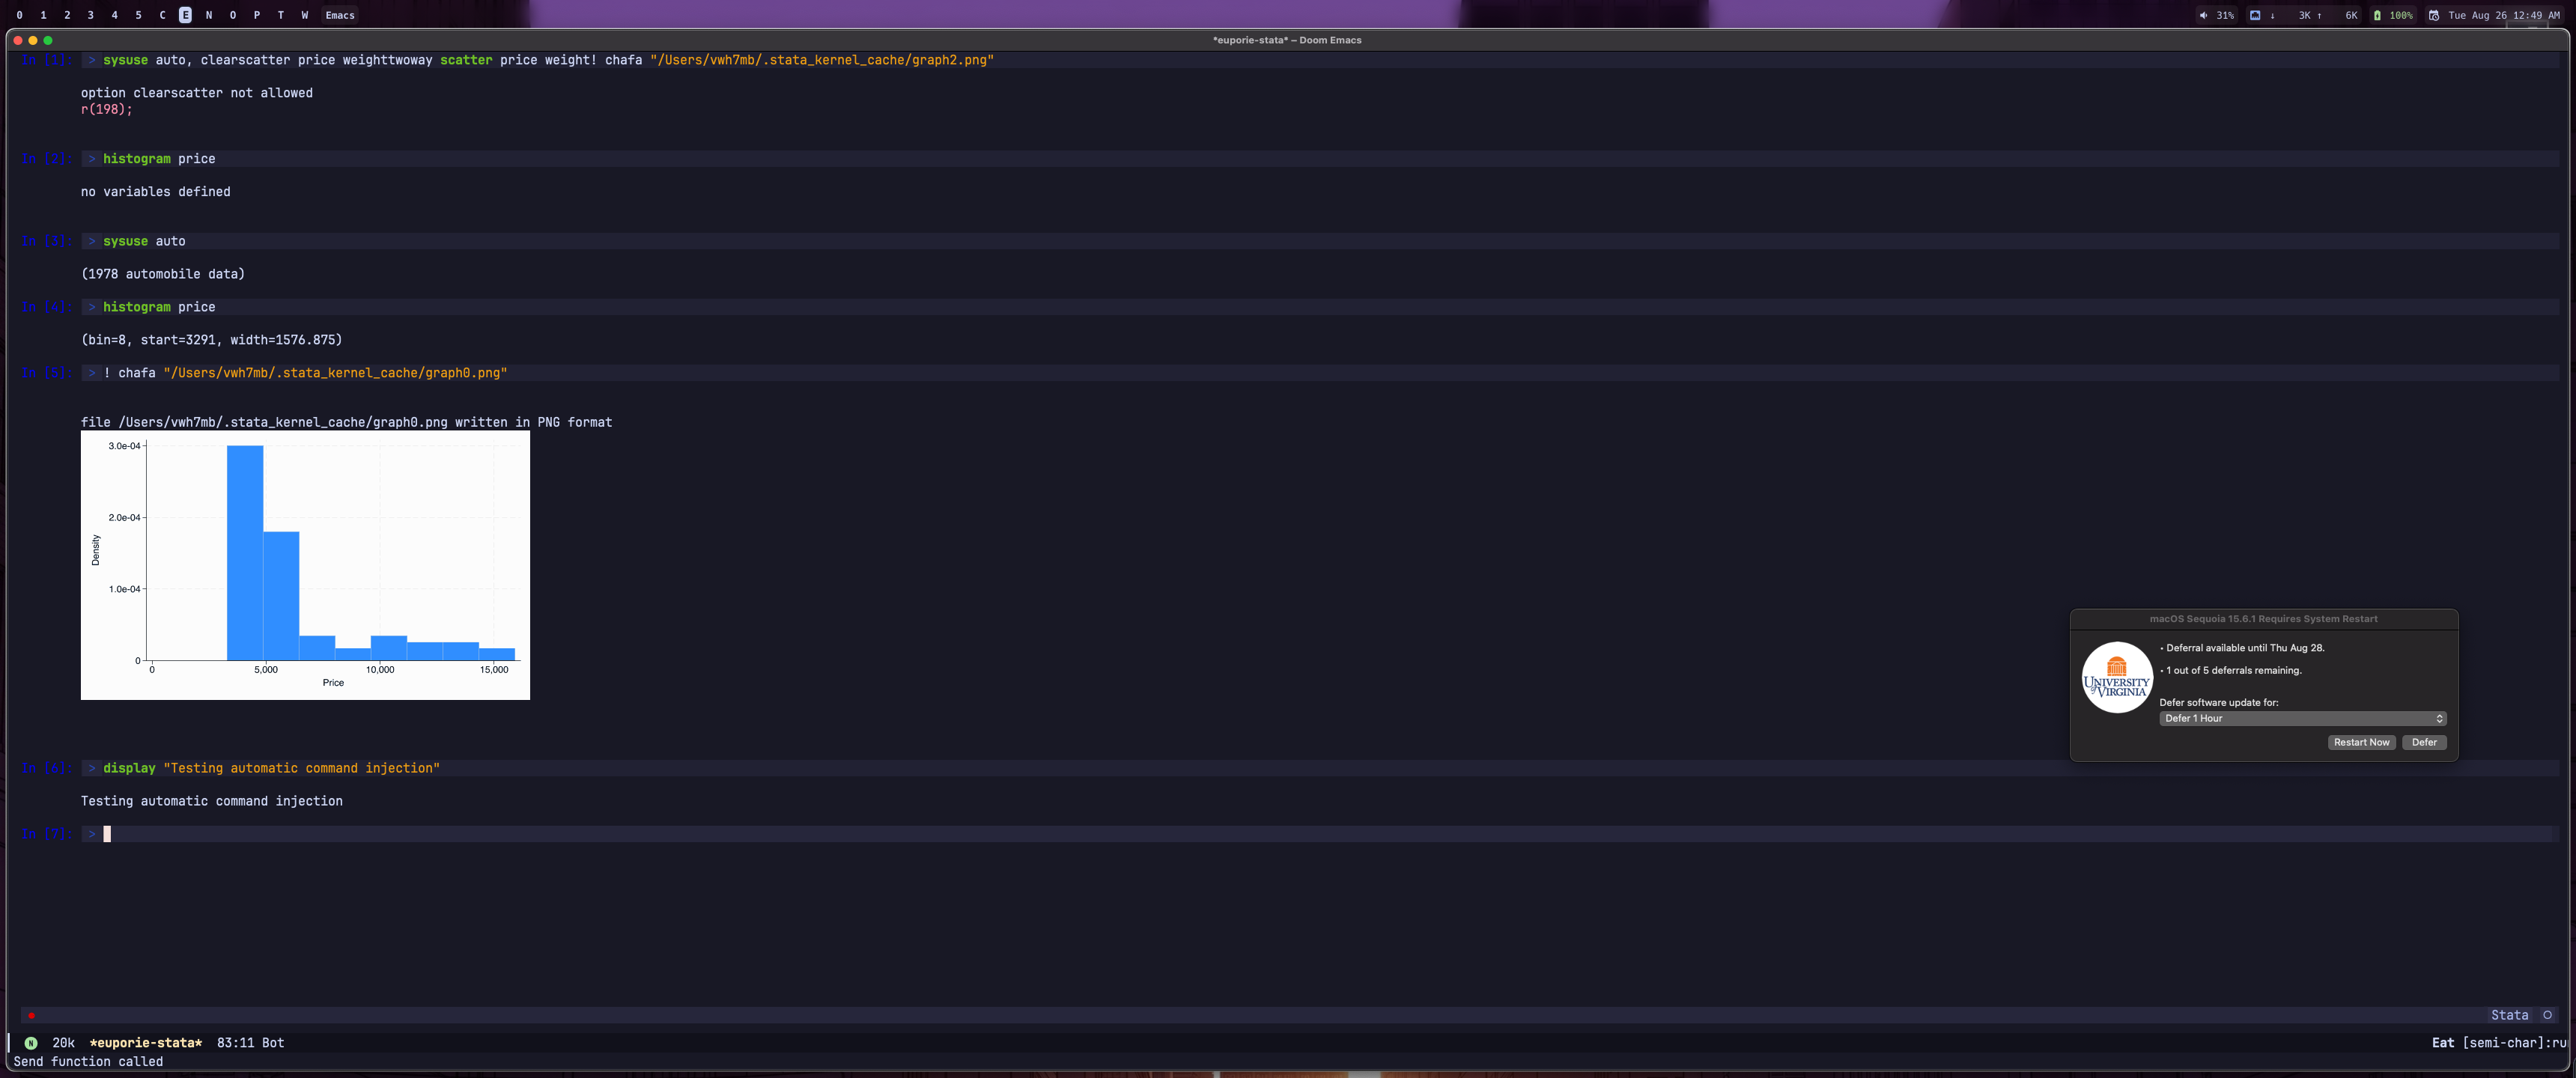 0 1 2 3 4 5 C E N O P T W Emacs
31% ↓ 3K ↑ 6K 100% Tue Aug 26 12:49 AM
*euporie-stata* – Doom Emacs
In [1]: > sysuse auto, clearscatter price weighttwoway scatter price weight! chafa "/Users/vwh7mb/.stata_kernel_cache/graph2.png"
option clearscatter not allowed
r(198);
In [2]: > histogram price
no variables defined
In [3]: > sysuse auto
(1978 automobile data)
In [4]: > histogram price
(bin=8, start=3291, width=1576.875)
In [5]: > ! chafa "/Users/vwh7mb/.stata_kernel_cache/graph0.png"
file /Users/vwh7mb/.stata_kernel_cache/graph0.png written in PNG format
3.0e-04
2.0e-04
Density
1.0e-04
0
0 5,000 10,000 15,000
Price
macOS Sequoia 15.6.1 Requires System Restart
• Deferral available until Thu Aug 28.
• 1 out of 5 deferrals remaining.
UNIVERSITY
of VIRGINIA
Defer software update for:
Defer 1 Hour
Restart Now Defer
In [6]: > display "Testing automatic command injection"
Testing automatic command injection
In [7]: >
Stata
N 20k *euporie-stata* 83:11 Bot
Eat [semi-char]:ru
Send function called